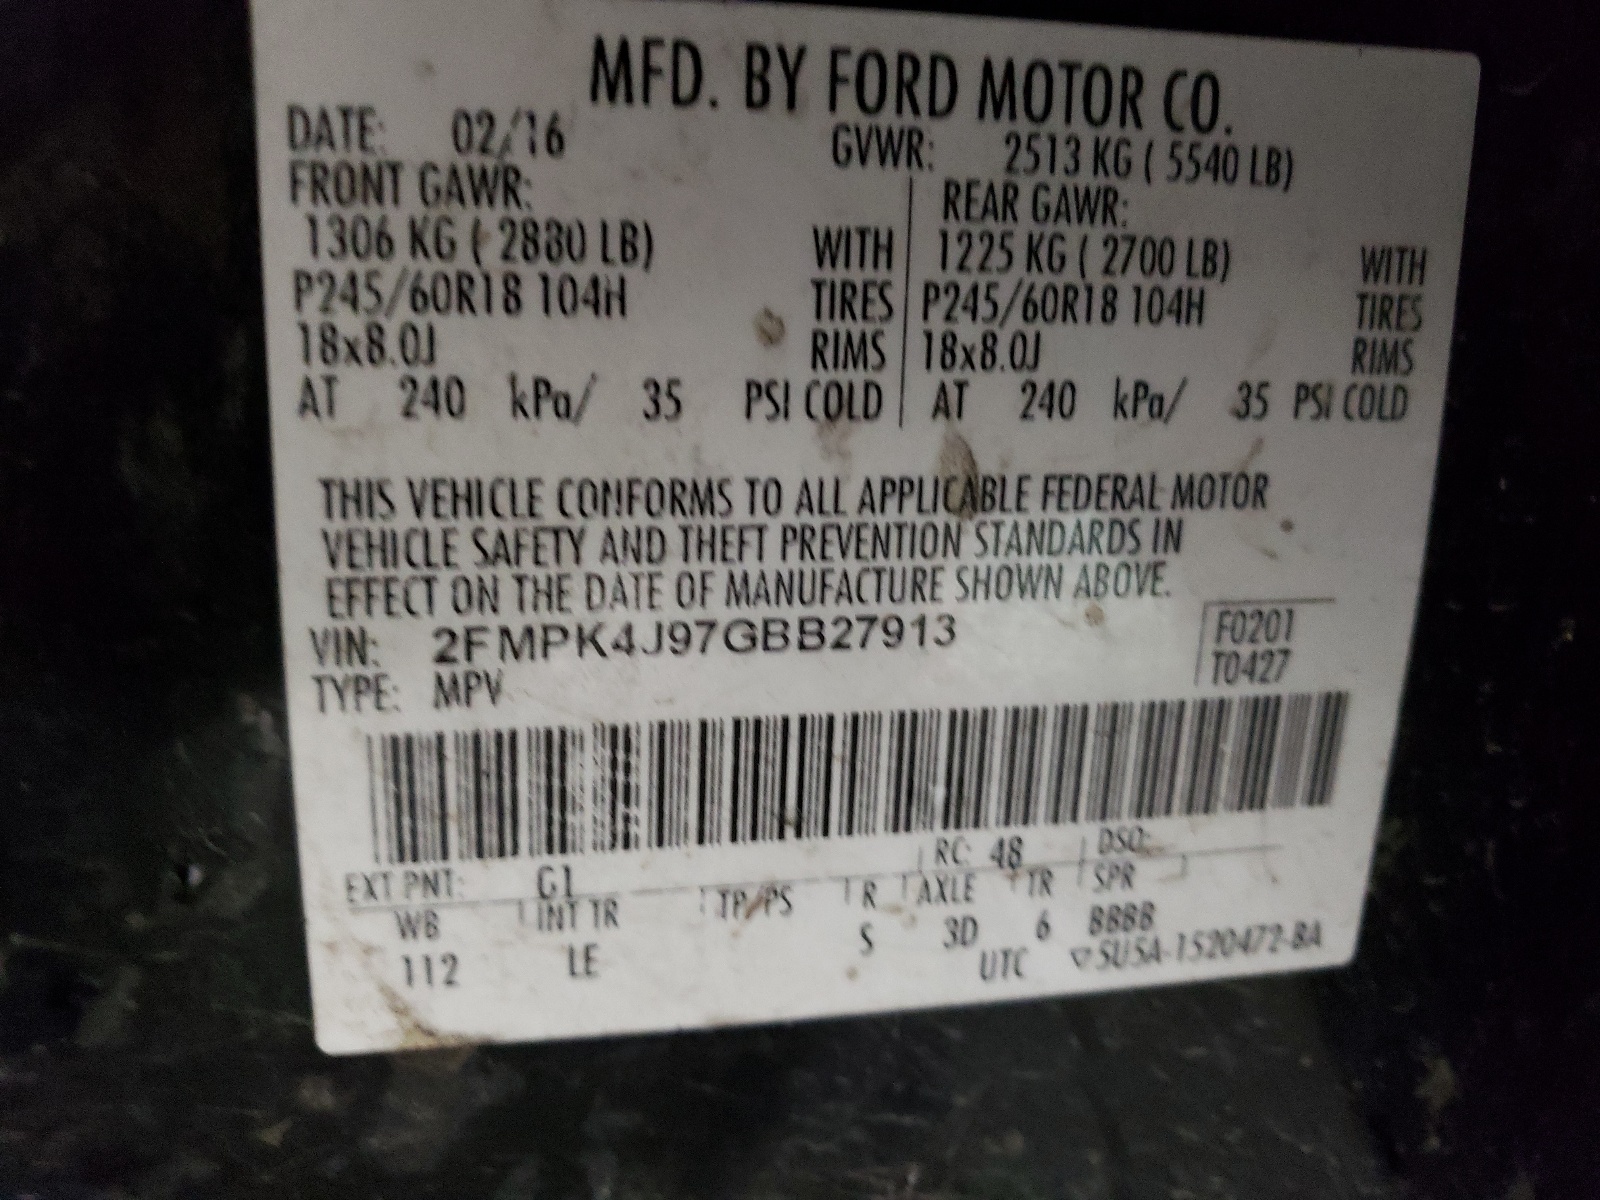 MFD. BY FORD MOTOR CO.
DATE: 02/16 GVWR: 2513 KG ( 5540 LB)
FRONT GAWR: REAR GAWR:
1306 KG ( 2880 LB) WITH 1225 KG ( 2700 LB) WITH
P245/60R18 104H TIRES P245/60R18 104H TIRES
18x8.0J RIMS 18x8.0J RIMS
AT 240 kPa/ 35 PSI COLD AT 240 kPa/ 35 PSI COLD
THIS VEHICLE CONFORMS TO ALL APPLICABLE FEDERAL MOTOR
VEHICLE SAFETY AND THEFT PREVENTION STANDARDS IN
EFFECT ON THE DATE OF MANUFACTURE SHOWN ABOVE.
VIN: 2FMPK4J97GBB27913 F0201
TYPE: MPV T0427
EXT PNT: G1 RC: 48 DSO:
WB INT TR TP/PS R AXLE TR SPR
112 LE S 3D 6 BBBB
UTC ▽5U5A-1520472-BA